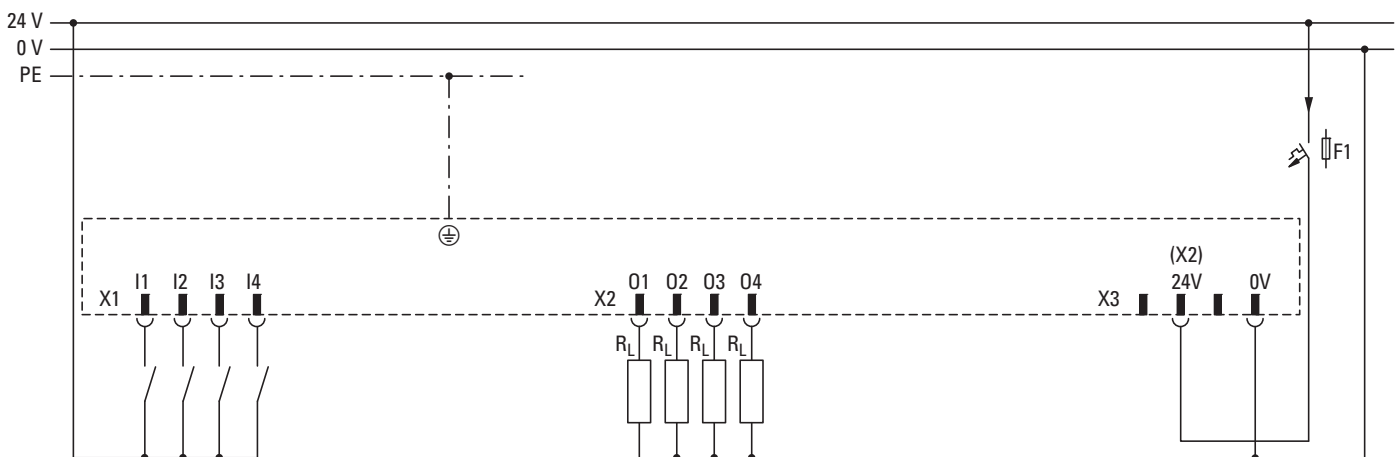 24 V
0 V
PE
F1
(X2)
X1 I1 I2 I3 I4
X2 O1 O2 O3 O4
X3 24V 0V
RL RL RL RL